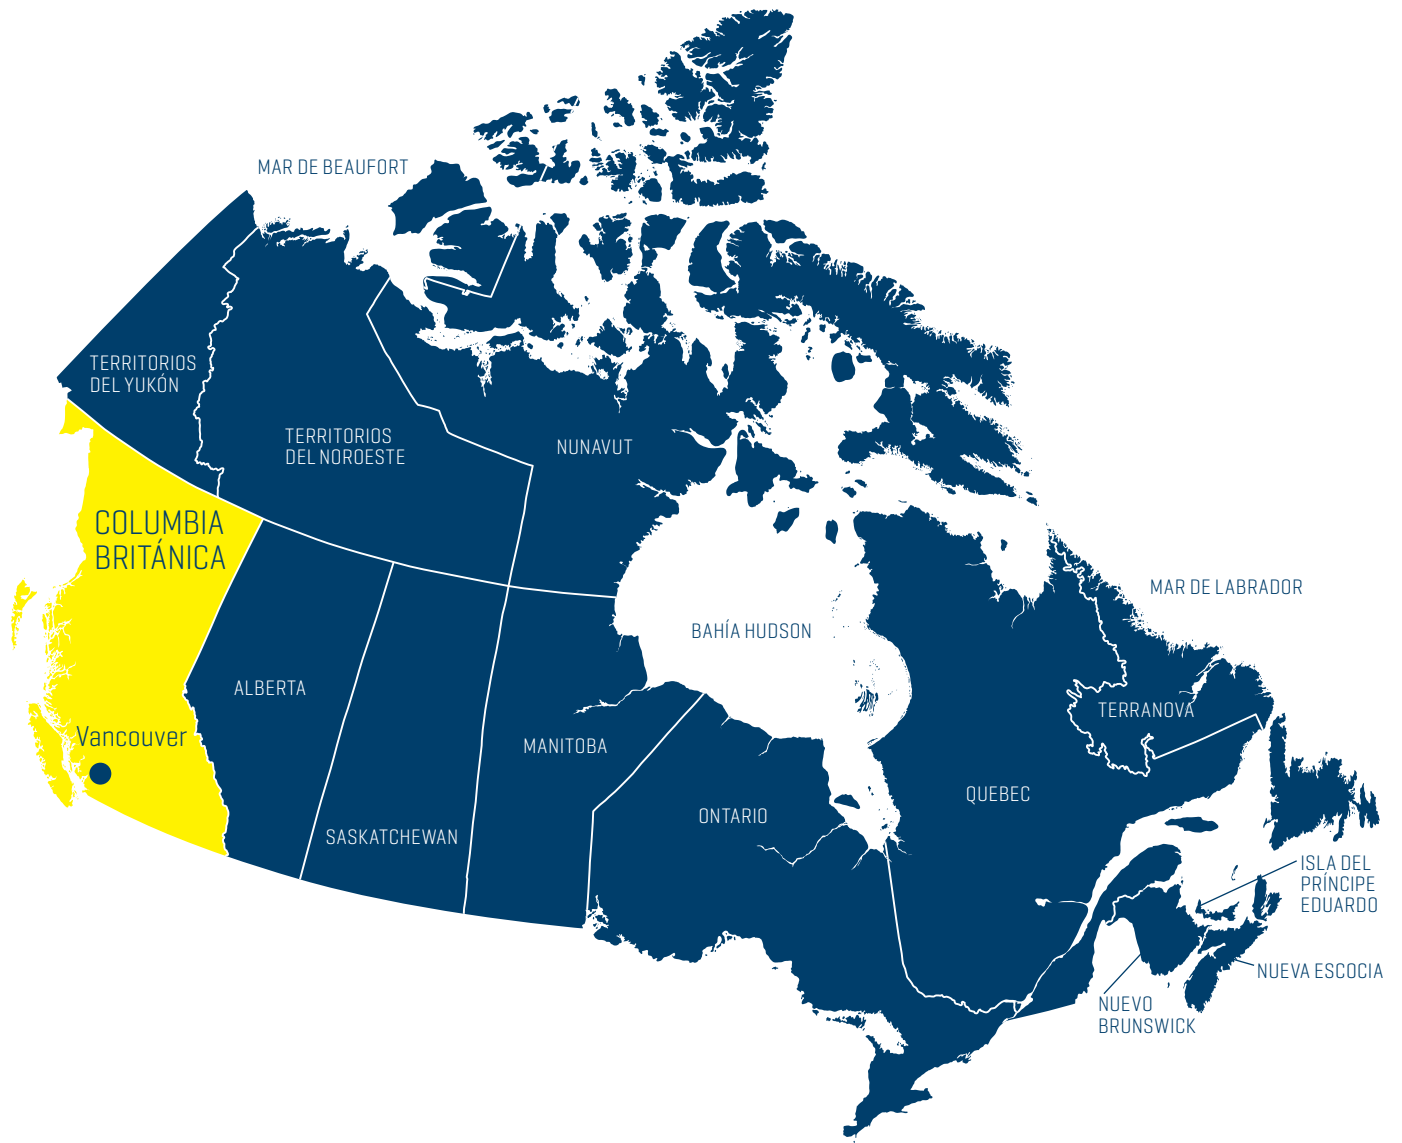 MAR DE BEAUFORT
TERRITORIOS
DEL YUKÓN
TERRITORIOS
DEL NOROESTE
NUNAVUT
COLUMBIA
BRITÁNICA
MAR DE LABRADOR
BAHÍA HUDSON
ALBERTA
TERRANOVA
Vancouver
MANITOBA
QUEBEC
ONTARIO
SASKATCHEWAN
ISLA DEL
PRÍNCIPE
EDUARDO
NUEVA ESCOCIA
NUEVO
BRUNSWICK